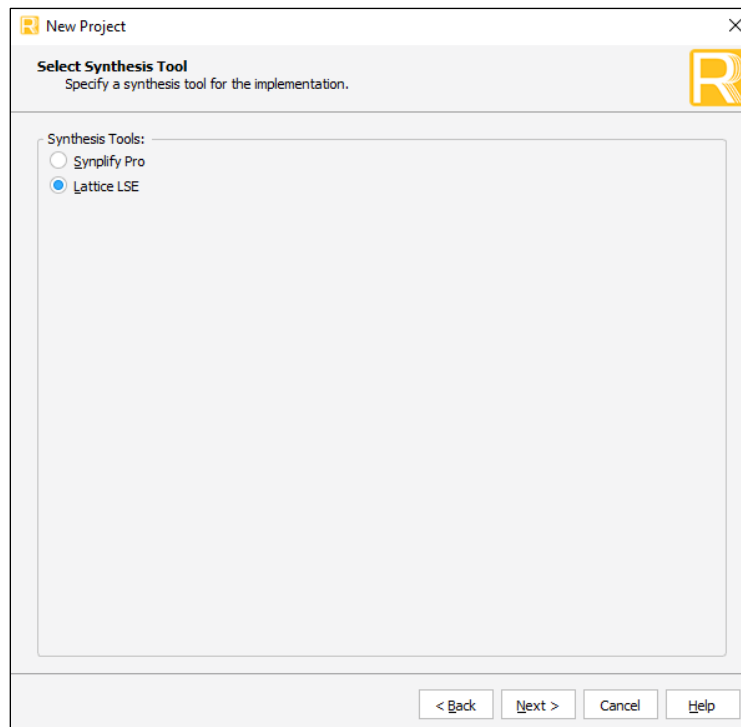 New Project
Select Synthesis Tool
Specify a synthesis tool for the implementation.
Synthesis Tools:
Synplify Pro
Lattice LSE
< Back Next > Cancel Help